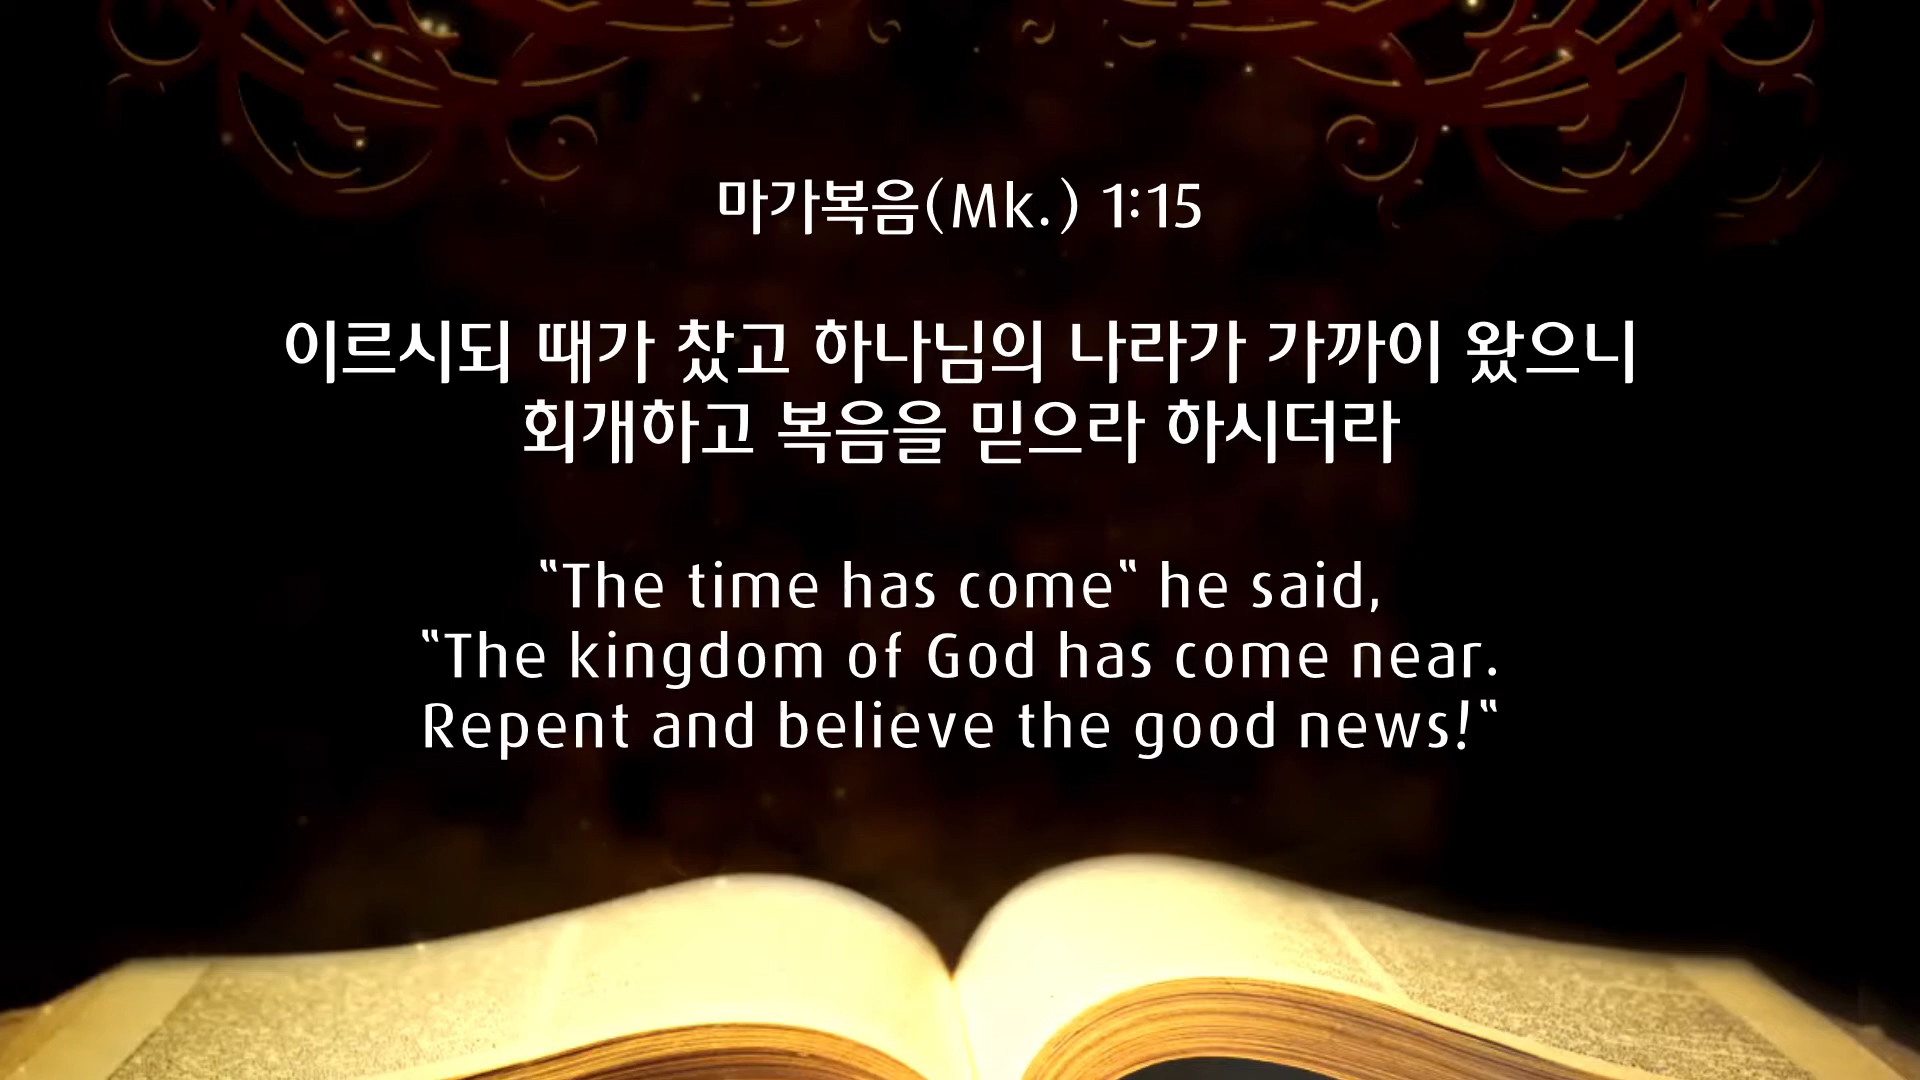 마가복음(Mk.) 1:15
이르시되 때가 찼고 하나님의 나라가 가까이 왔으니
회개하고 복음을 믿으라 하시더라
“The time has come“ he said,
“The kingdom of God has come near.
Repent and believe the good news!“